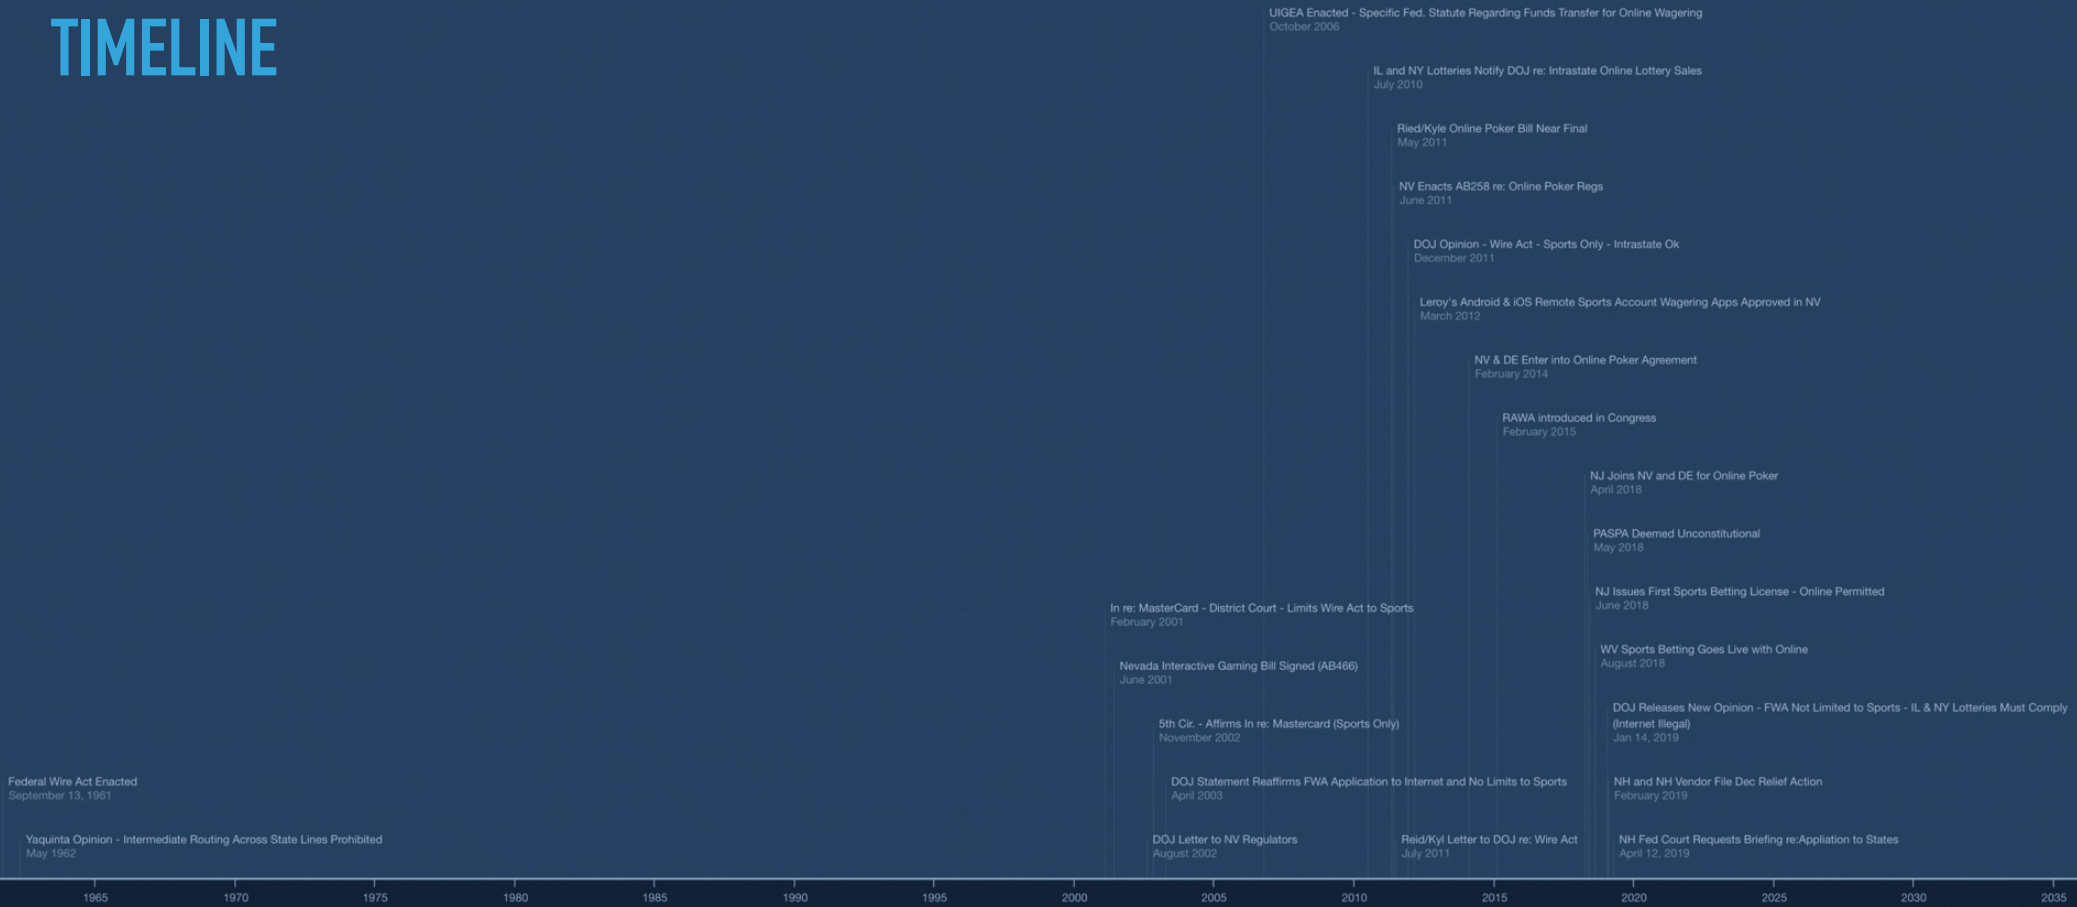 TIMELINE
UIGEA Enacted - Specific Fed. Statute Regarding Funds Transfer for Online Wagering
October 2006
IL and NY Lotteries Notify DOJ re: Intrastate Online Lottery Sales
July 2010
Ried/Kyle Online Poker Bill Near Final
May 2011
NV Enacts AB258 re: Online Poker Regs
June 2011
DOJ Opinion - Wire Act - Sports Only - Intrastate Ok
December 2011
Leroy's Android & iOS Remote Sports Account Wagering Apps Approved in NV
March 2012
NV & DE Enter into Online Poker Agreement
February 2014
RAWA introduced in Congress
February 2015
NJ Joins NV and DE for Online Poker
April 2018
PASPA Deemed Unconstitutional
May 2018
NJ Issues First Sports Betting License - Online Permitted
June 2018
In re: MasterCard - District Court - Limits Wire Act to Sports
February 2001
WV Sports Betting Goes Live with Online
August 2018
Nevada Interactive Gaming Bill Signed (AB466)
June 2001
DOJ Releases New Opinion - FWA Not Limited to Sports - IL & NY Lotteries Must Comply
(Internet Illegal)
Jan 14, 2019
5th Cir. - Affirms In re: Mastercard (Sports Only)
November 2002
Federal Wire Act Enacted
September 13, 1961
DOJ Statement Reaffirms FWA Application to Internet and No Limits to Sports
April 2003
NH and NH Vendor File Dec Relief Action
February 2019
Yaquinta Opinion - Intermediate Routing Across State Lines Prohibited
May 1962
DOJ Letter to NV Regulators
August 2002
Reid/Kyl Letter to DOJ re: Wire Act
July 2011
NH Fed Court Requests Briefing re:Appliation to States
April 12, 2019
1965 1970 1975 1980 1985 1990 1995 2000 2005 2010 2015 2020 2025 2030 2035